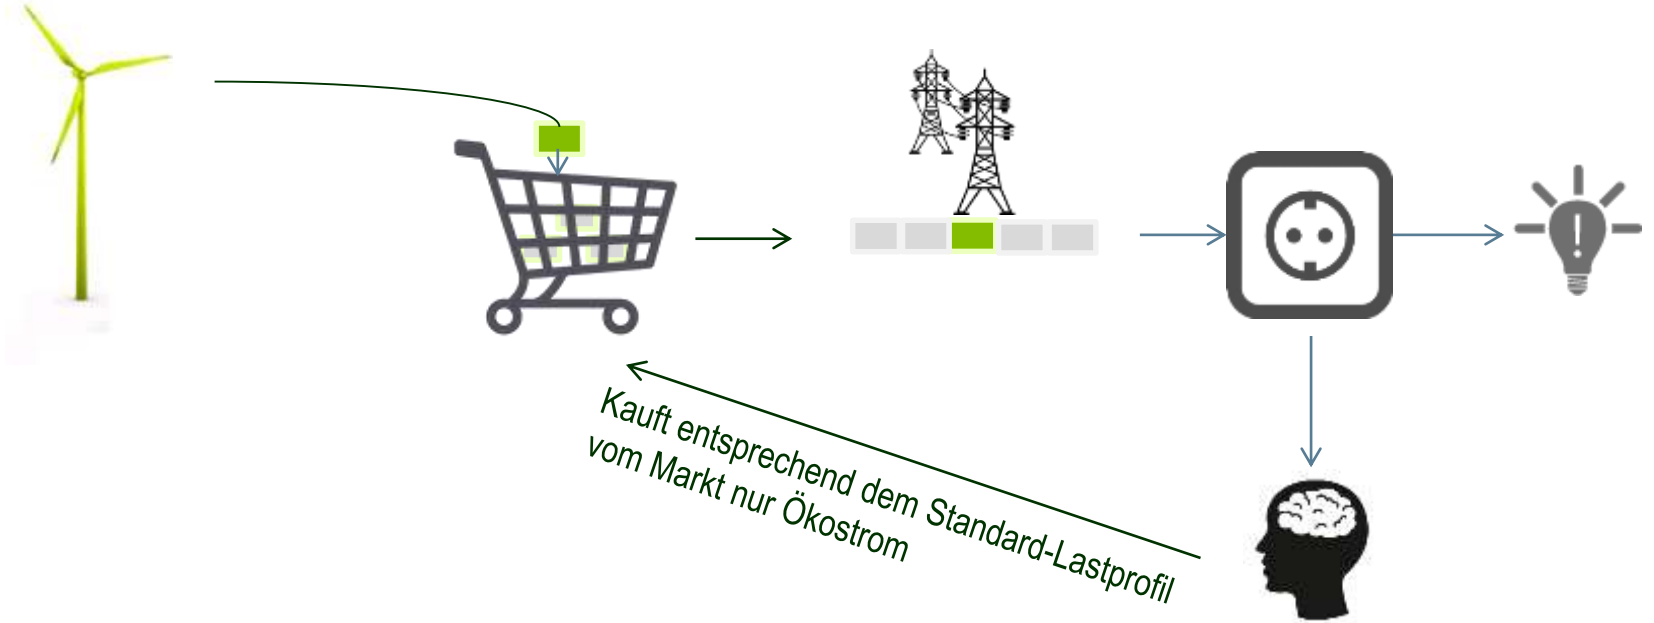 Kauft entsprechend dem Standard-Lastprofil
vom Markt nur Ökostrom